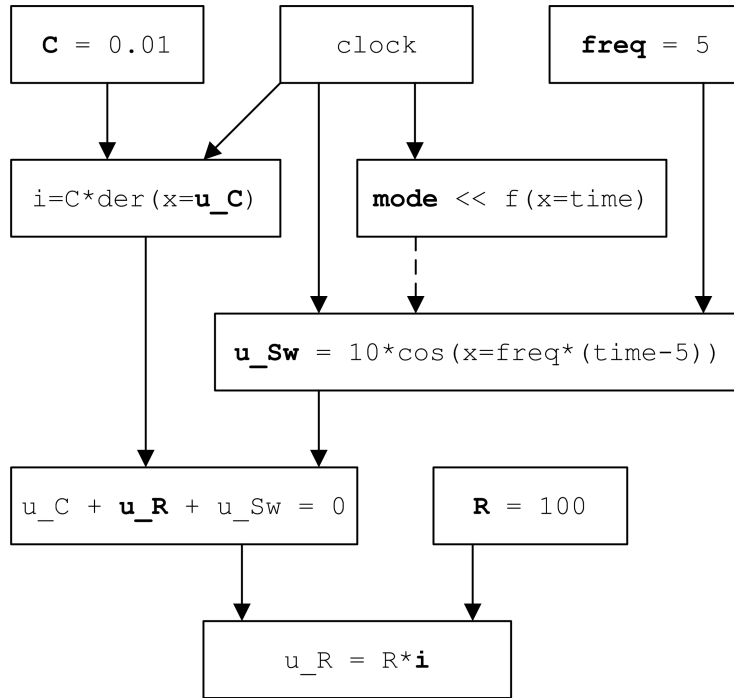 C = 0.01
clock
freq = 5
i=C*der(x=u_C)
mode << f(x=time)
u_Sw = 10*cos(x=freq*(time-5))
u_C + u_R + u_Sw = 0
R = 100
u_R = R*i